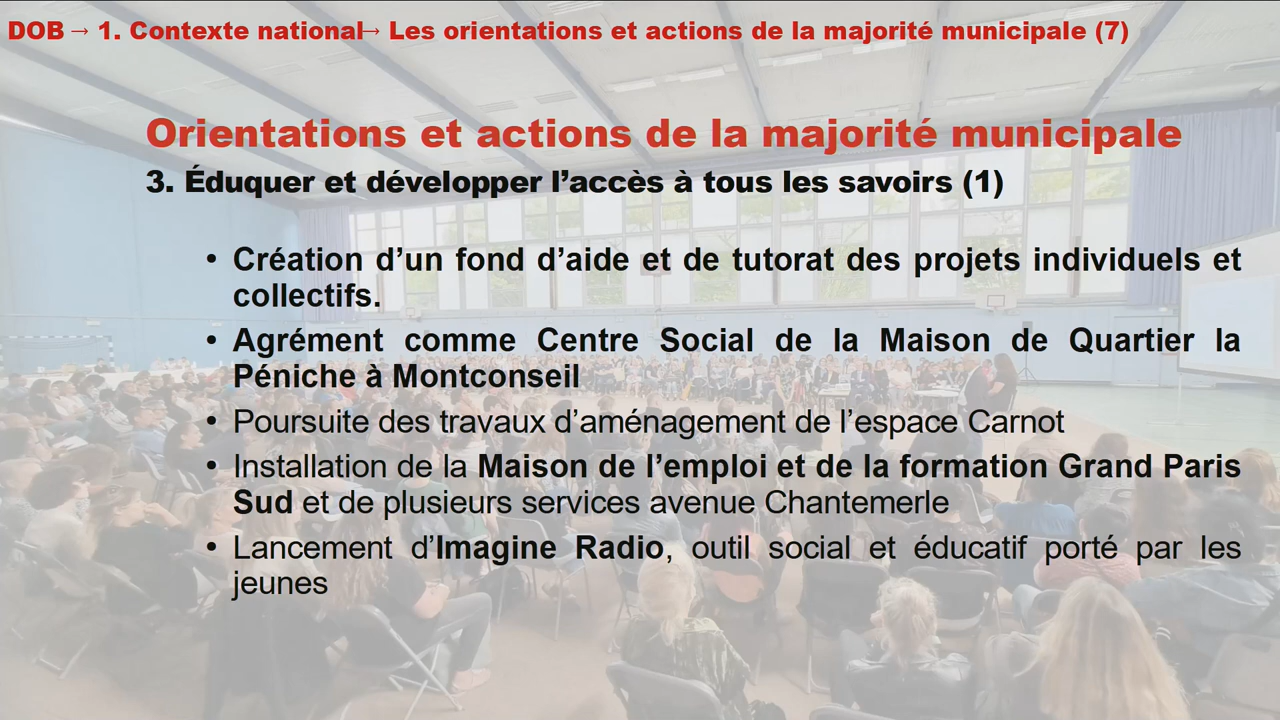 DOB → 1. Contexte national→ Les orientations et actions de la majorité municipale (7)
Orientations et actions de la majorité municipale
3. Éduquer et développer l’accès à tous les savoirs (1)
• Création d’un fond d’aide et de tutorat des projets individuels et
collectifs.
• Agrément comme Centre Social de la Maison de Quartier la
Péniche à Montconseil
• Poursuite des travaux d’aménagement de l’espace Carnot
• Installation de la Maison de l’emploi et de la formation Grand Paris
Sud et de plusieurs services avenue Chantemerle
• Lancement d’Imagine Radio, outil social et éducatif porté par les
jeunes